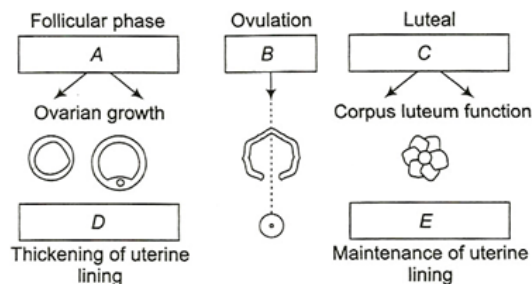 Follicular phase
Ovulation
Luteal
A
B
C
Ovarian growth
Corpus luteum function
D
E
Thickening of uterine
lining
Maintenance of uterine
lining